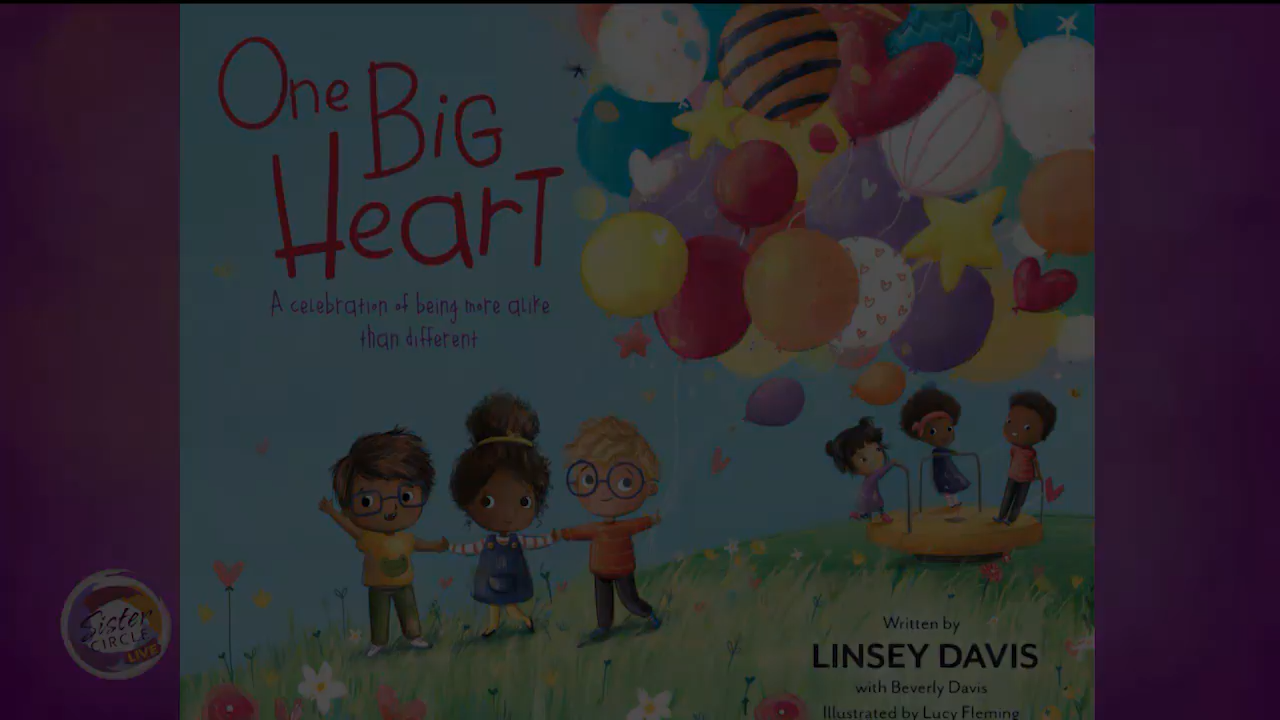 One Big
Heart
A celebration of being more alike
than different
Written by
LINSEY DAVIS
with Beverly Davis
Illustrated by Lucy Fleming
Sister
CIRCLE
LIVE